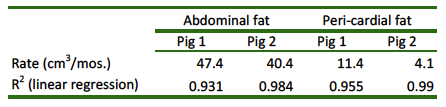 Abdominal fat Peri-cardial fat
Pig 1 Pig 2 Pig 1 Pig 2
Rate (cm³/mos.) 47.4 40.4 11.4 4.1
R² (linear regression) 0.931 0.984 0.955 0.99